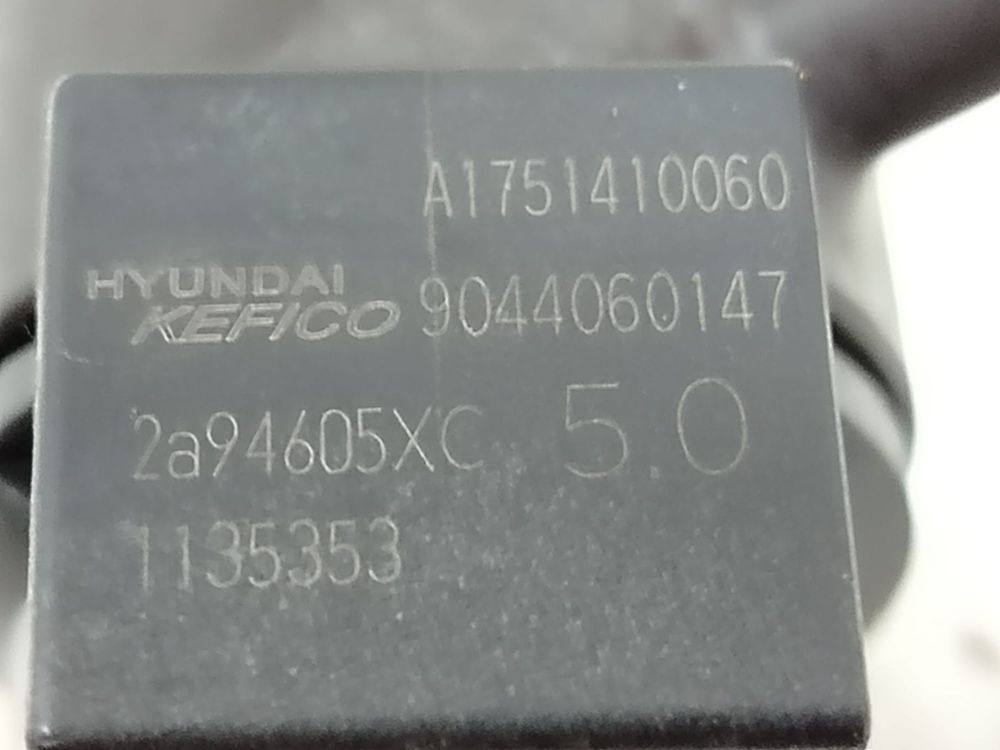 A1751410060
HYUNDAI
KEFICO 9044060147
2a94605XC 5.0
1135353